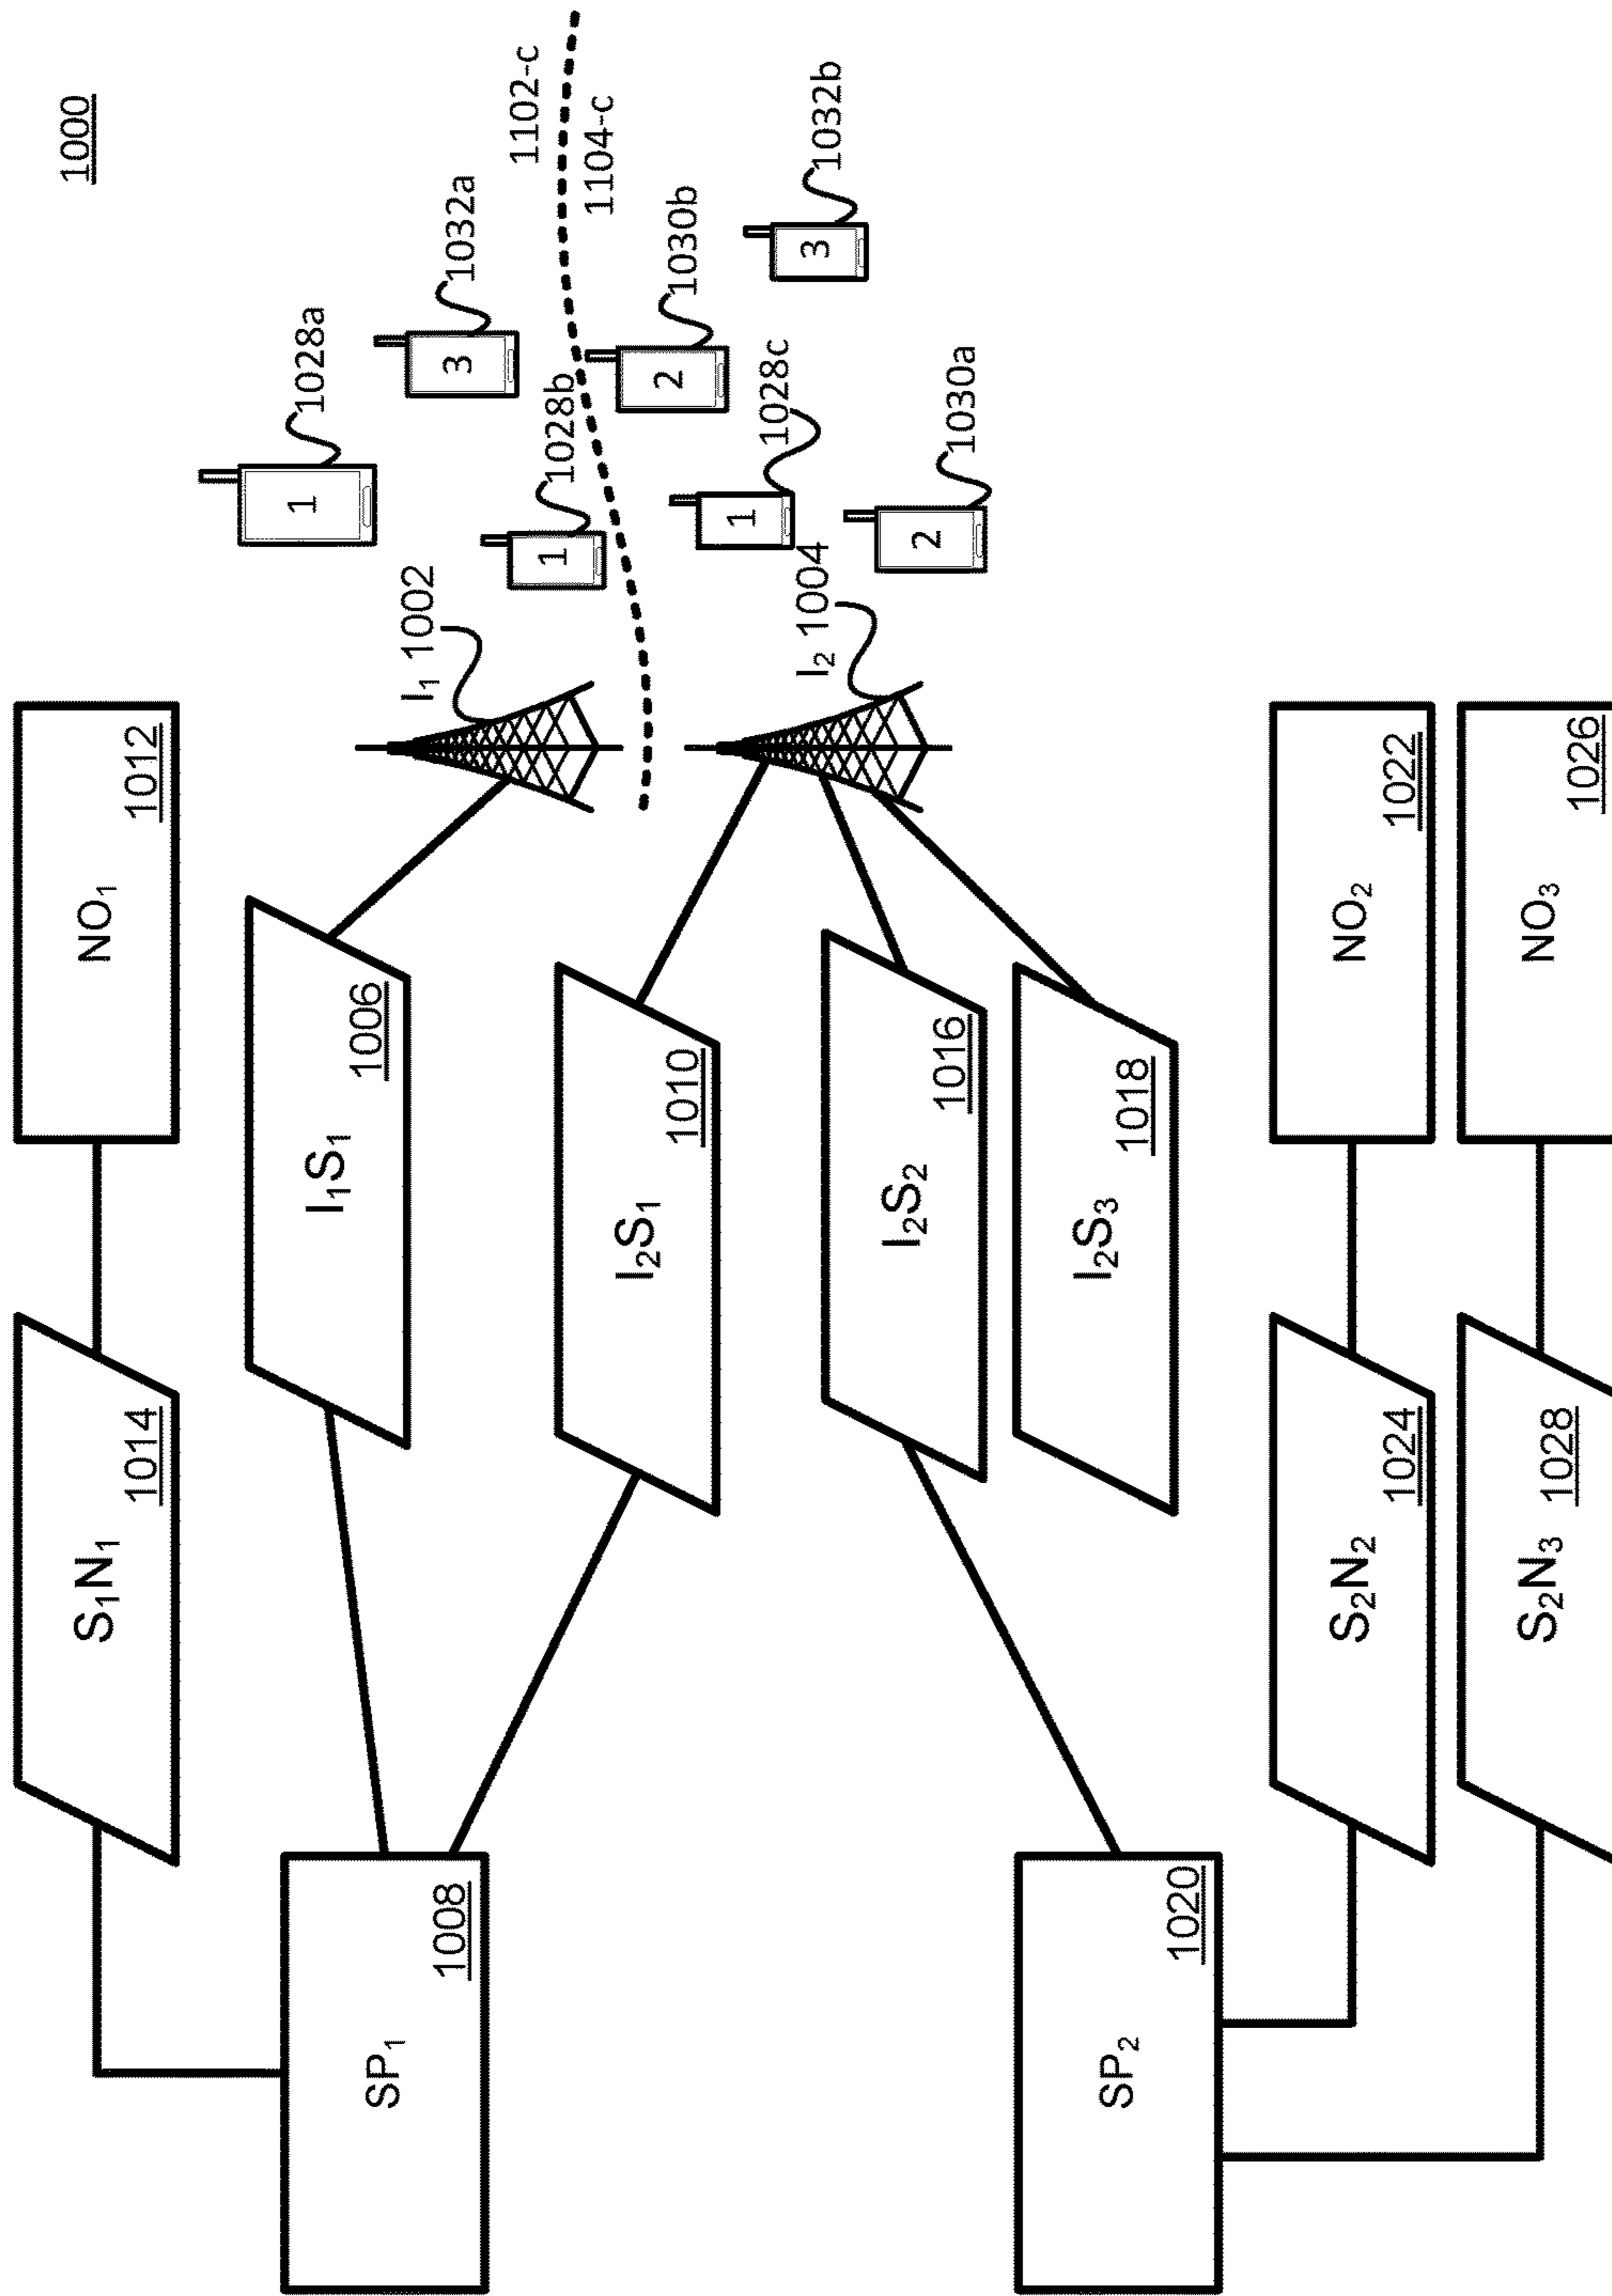 1000
NO₁
1012
S₁N₁
1014
I₁S₁
1006
I₂S₁
1010
I₂S₂
1016
I₂S₃
1018
SP₁
1008
SP₂
1020
NO₂
1022
S₂N₂
1024
NO₃
1026
S₂N₃
1028
I₁ 1002
I₂ 1004
1
1028a
3
1032a
1
1028b
1102-c
1104-c
2
1030b
1
1028c
3
1032b
2
1030a